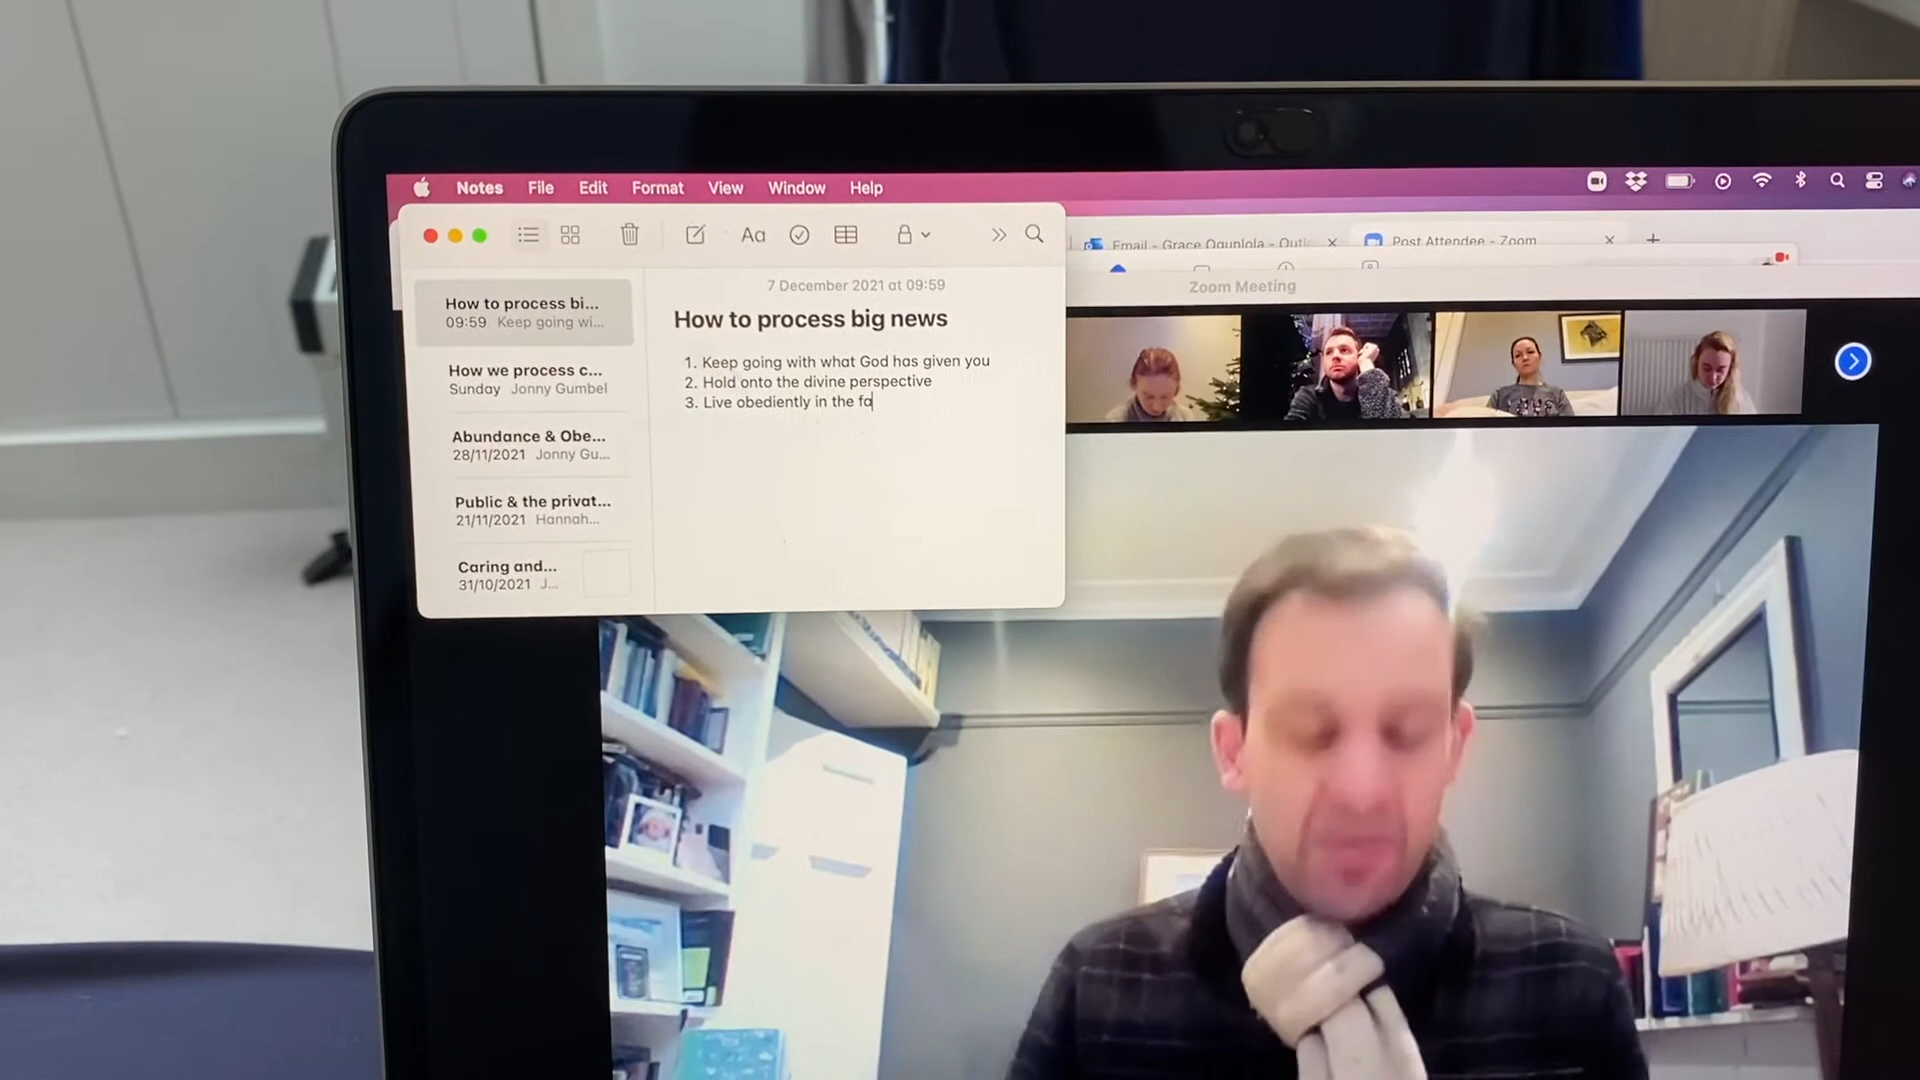 Notes File Edit Format View Window Help
Email - Grace Ogunlola - Outl
Post Attendee - Zoom
Zoom Meeting
How to process bi...
09:59 Keep going wi...
How we process c...
Sunday Jonny Gumbel
Abundance & Obe...
28/11/2021 Jonny Gu...
Public & the privat...
21/11/2021 Hannah...
Caring and...
31/10/2021 J...
Aa
7 December 2021 at 09:59
How to process big news
1. Keep going with what God has given you
2. Hold onto the divine perspective
3. Live obediently in the fa